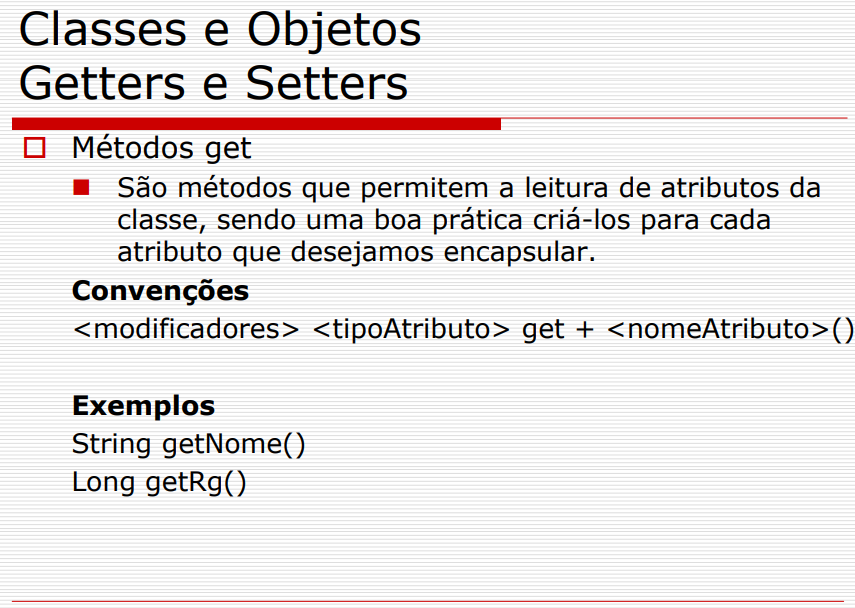 Classes e Objetos
Getters e Setters
Métodos get
São métodos que permitem a leitura de atributos da
classe, sendo uma boa prática criá-los para cada
atributo que desejamos encapsular.
Convenções
<modificadores> <tipoAtributo> get + <nomeAtributo>()
Exemplos
String getNome()
Long getRg()